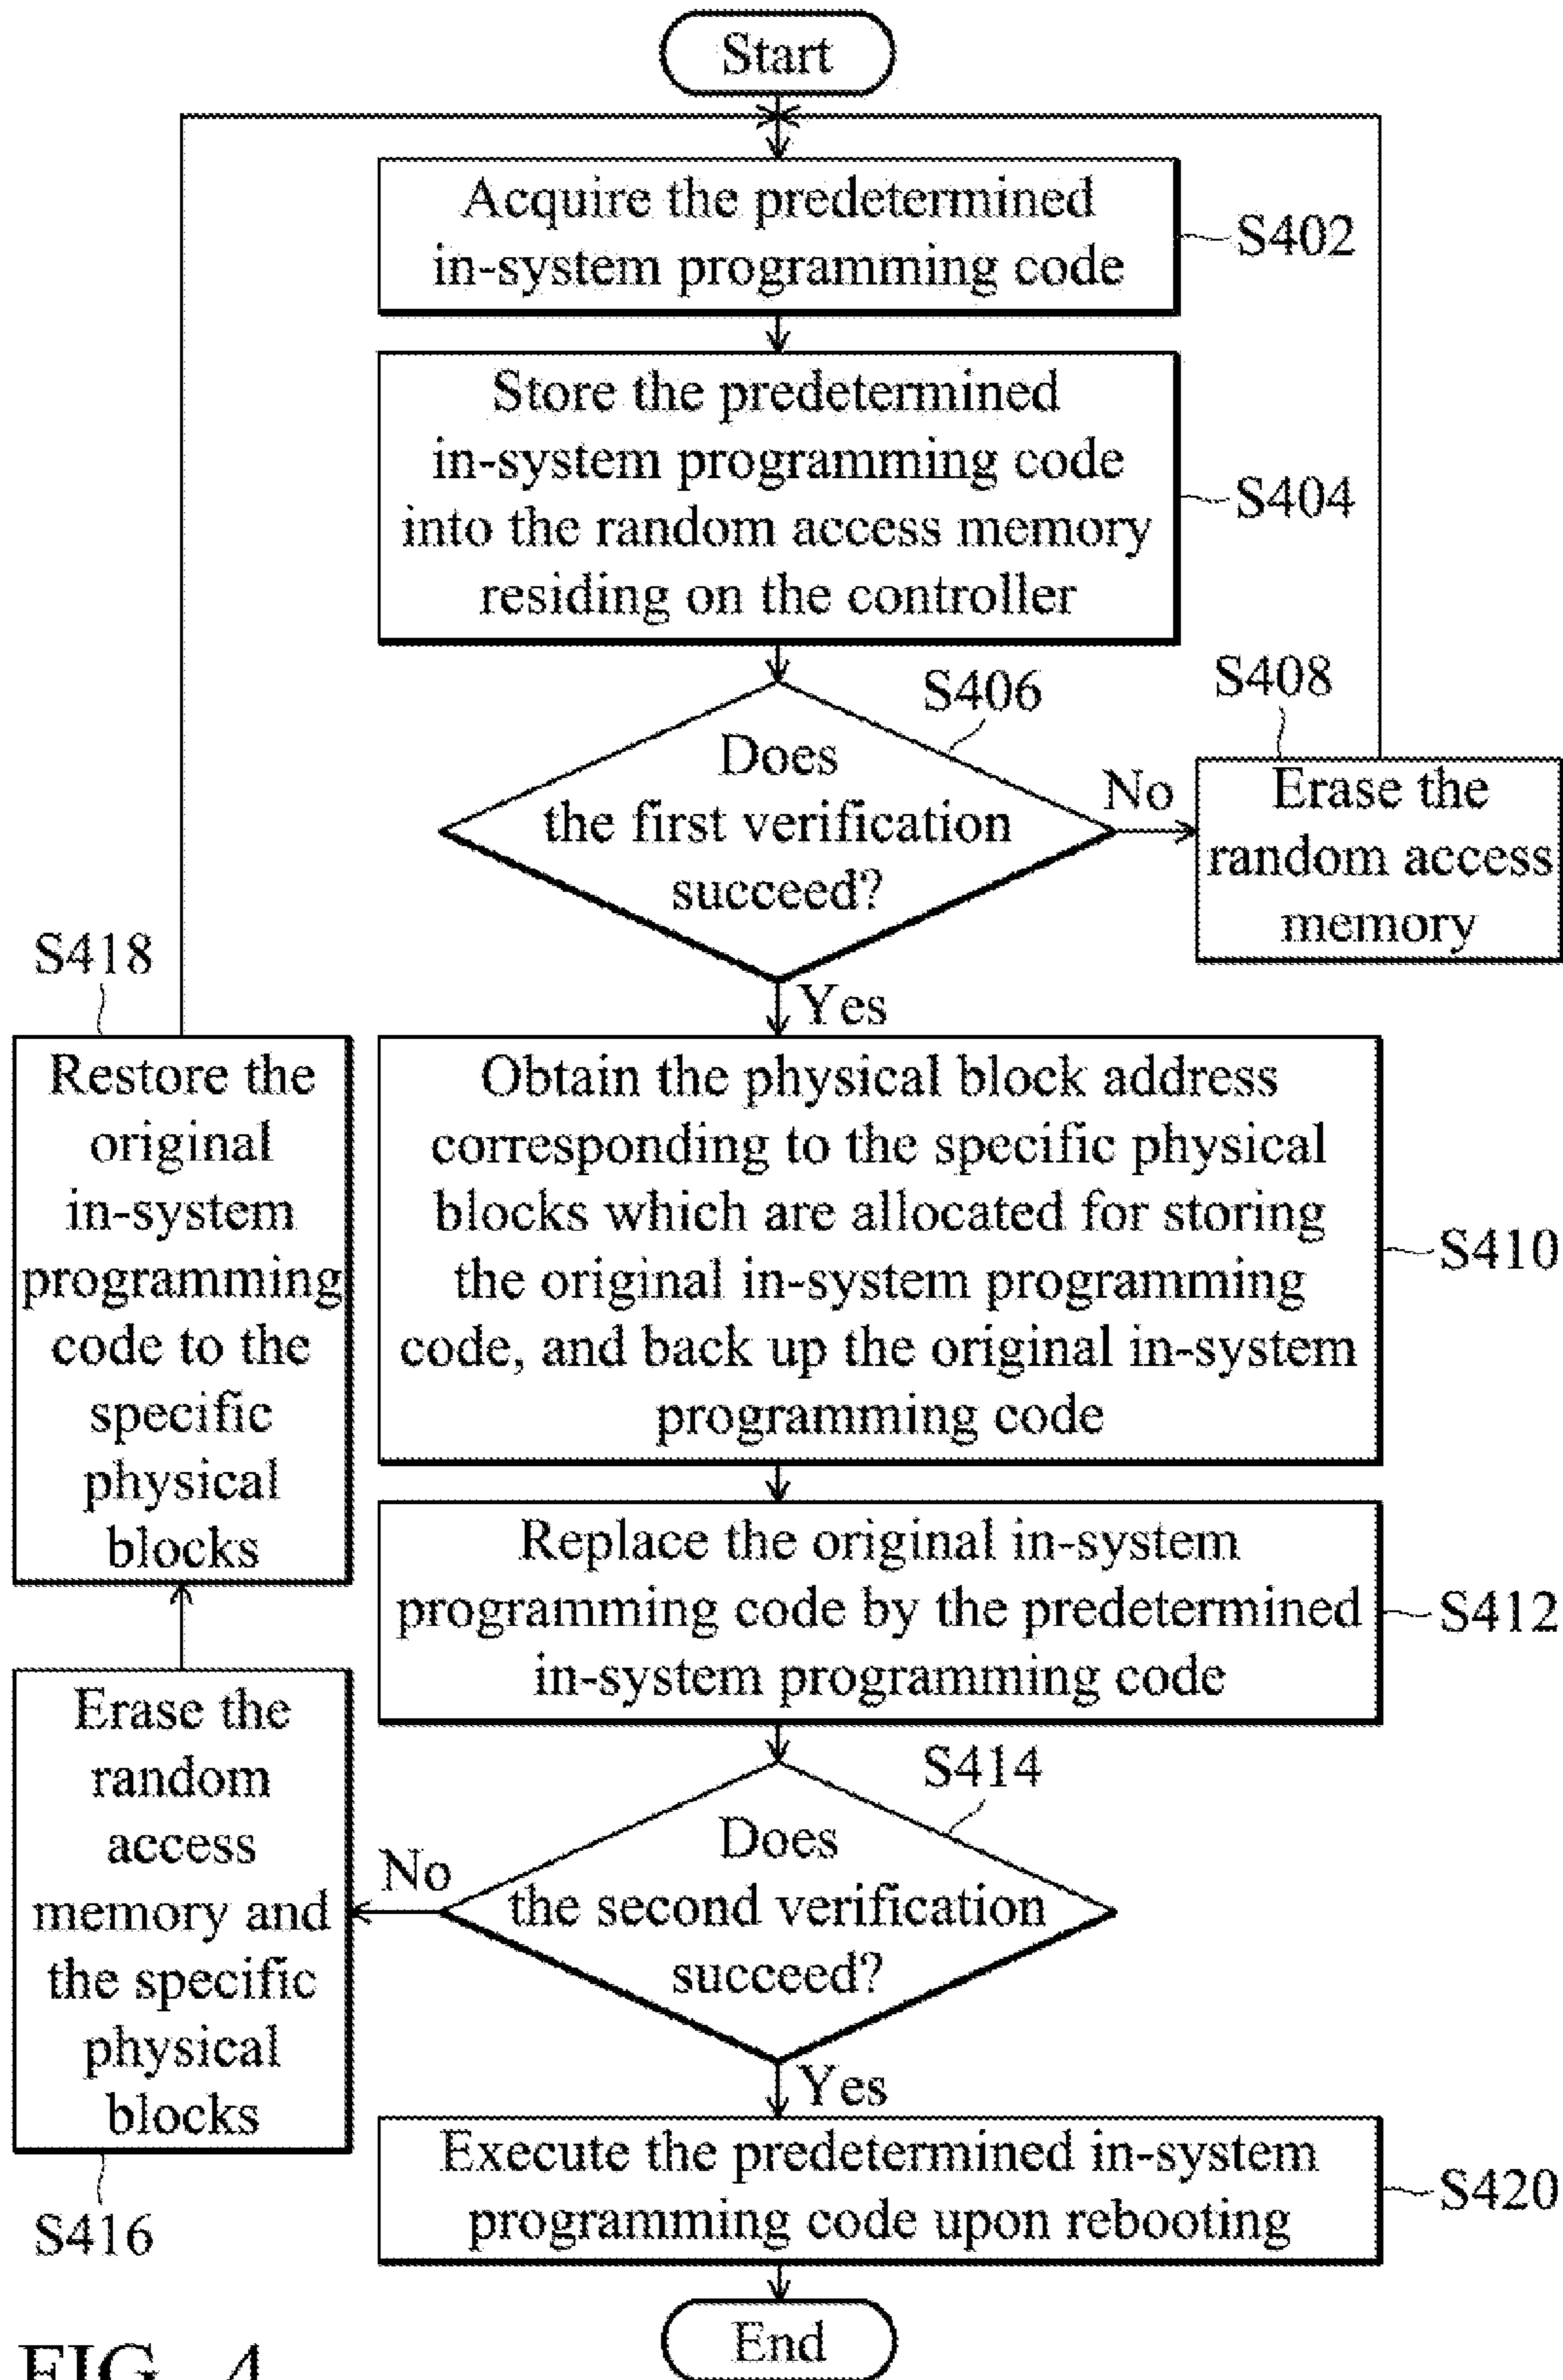 Start
Acquire the predetermined
in-system programming code
S402
Store the predetermined
in-system programming code
into the random access memory
residing on the controller
S404
S406
Does
the first verification
succeed?
No
S408
Erase the
random access
memory
Yes
S418
Restore the
original
in-system
programming
code to the
specific
physical
blocks
Obtain the physical block address
corresponding to the specific physical
blocks which are allocated for storing
the original in-system programming
code, and back up the original in-system
programming code
S410
Replace the original in-system
programming code by the predetermined
in-system programming code
S412
S414
Does
the second verification
succeed?
No
Erase the
random
access
memory and
the specific
physical
blocks
S416
Yes
Execute the predetermined in-system
programming code upon rebooting
S420
End
FIG. 4